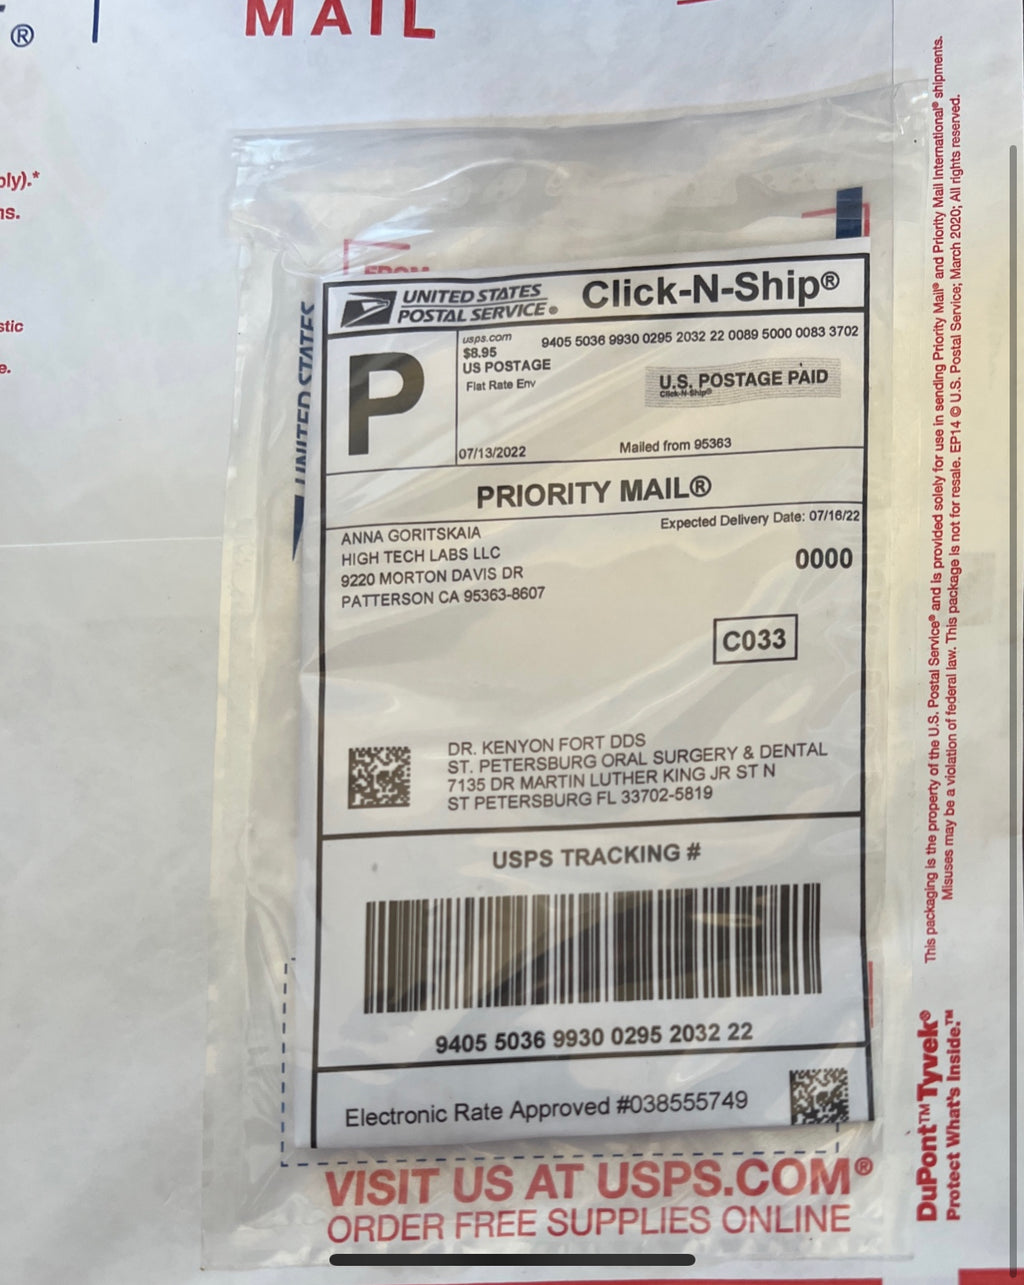 ®
MAIL
ply).*
ns.
stic
e.
FROM
UNITED STATES
UNITED STATES
POSTAL SERVICE®
Click-N-Ship®
P
usps.com
$8.95
US POSTAGE
Flat Rate Env
9405 5036 9930 0295 2032 22 0089 5000 0083 3702
U.S. POSTAGE PAID
Click-N-Ship®
07/13/2022
Mailed from 95363
PRIORITY MAIL®
ANNA GORITSKAIA
HIGH TECH LABS LLC
9220 MORTON DAVIS DR
PATTERSON CA 95363-8607
Expected Delivery Date: 07/16/22
0000
C033
DR. KENYON FORT DDS
ST. PETERSBURG ORAL SURGERY & DENTAL
7135 DR MARTIN LUTHER KING JR ST N
ST PETERSBURG FL 33702-5819
USPS TRACKING #
9405 5036 9930 0295 2032 22
Electronic Rate Approved #038555749
VISIT US AT USPS.COM®
ORDER FREE SUPPLIES ONLINE
This packaging is the property of the U.S. Postal Service® and is provided solely for use in sending Priority Mail® and Priority Mail International® shipments.
Misuses may be a violation of federal law. This package is not for resale. EP14 © U.S. Postal Service; March 2020; All rights reserved.
DuPont™ Tyvek®
Protect What's Inside.™